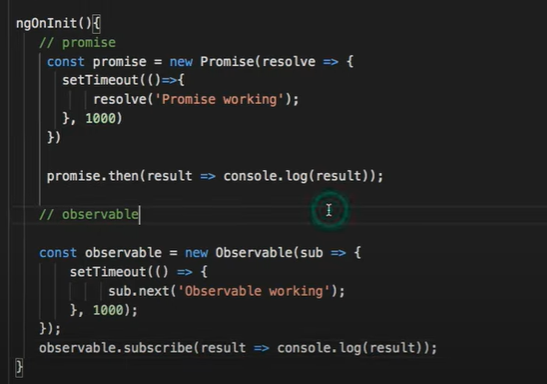 ngOnInit(){
// promise
const promise = new Promise(resolve => {
setTimeout(()=>{
resolve('Promise working');
}, 1000)
})
promise.then(result => console.log(result));
// observable
const observable = new Observable(sub => {
setTimeout(() => {
sub.next('Observable working');
}, 1000);
});
observable.subscribe(result => console.log(result));
}